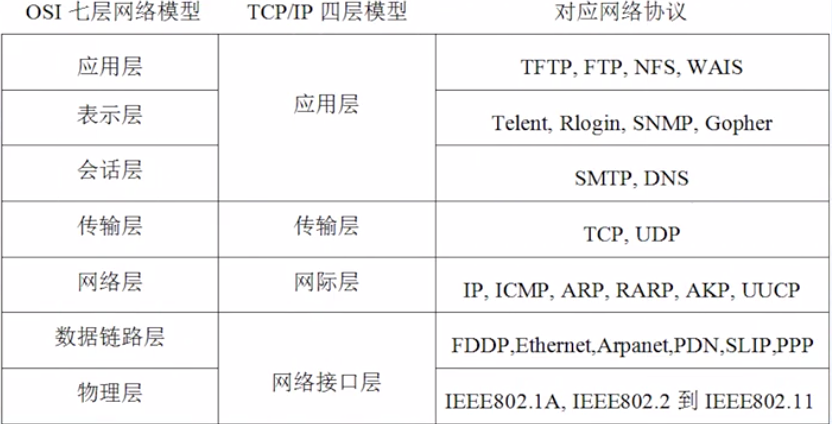 OSI 七层网络模型 TCP/IP 四层模型 对应网络协议
应用层 应用层 TFTP, FTP, NFS, WAIS
表示层 Telent, Rlogin, SNMP, Gopher
会话层 SMTP, DNS
传输层 传输层 TCP, UDP
网络层 网际层 IP, ICMP, ARP, RARP, AKP, UUCP
数据链路层 网络接口层 FDDP,Ethernet,Arpanet,PDN,SLIP,PPP
物理层 IEEE802.1A, IEEE802.2 到 IEEE802.11